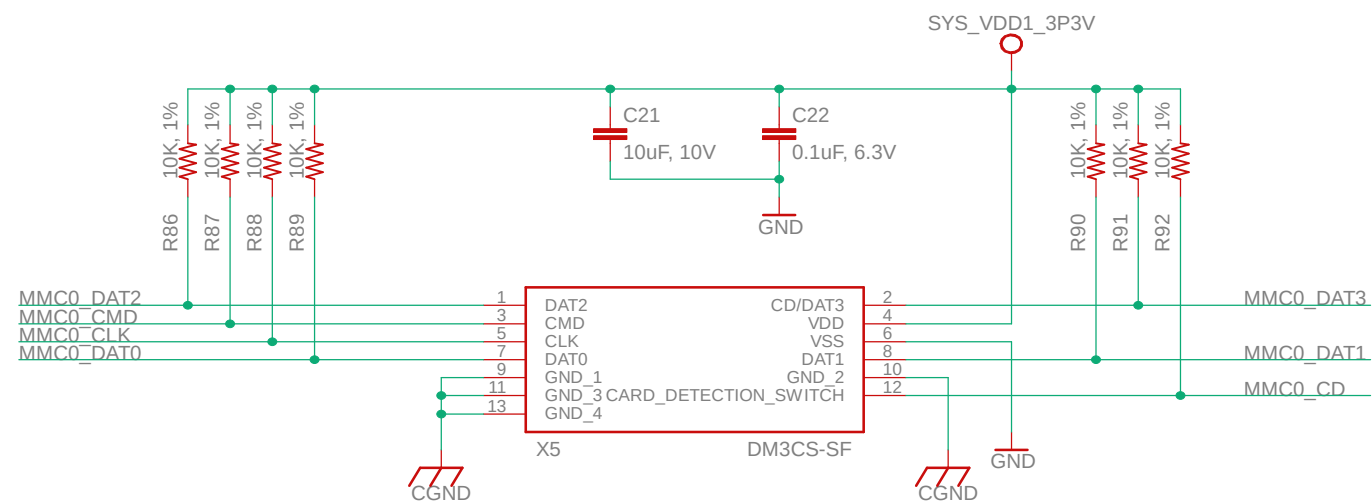 SYS_VDD1_3P3V
10K, 1%
10K, 1%
10K, 1%
10K, 1%
C21
10uF, 10V
C22
0.1uF, 6.3V
10K, 1%
10K, 1%
10K, 1%
R86
R87
R88
R89
GND
R90
R91
R92
MMC0_DAT2
1
DAT2
CD/DAT3
2
MMC0_DAT3
MMC0_CMD
3
CMD
VDD
4
MMC0_CLK
5
CLK
VSS
6
MMC0_DAT0
7
DAT0
DAT1
8
MMC0_DAT1
9
GND_1
GND_2
10
11
GND_3
CARD_DETECTION_SWITCH
12
MMC0_CD
13
GND_4
X5
DM3CS-SF
GND
CGND
CGND